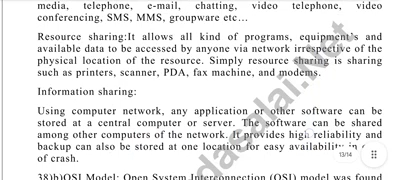 media, telephone, e-mail, chatting, video telephone, video
conferencing, SMS, MMS, groupware etc…
Resource sharing:It allows all kind of programs, equipment's and
available data to be accessed by anyone via network irrespective of the
physical location of the resource. Simply resource sharing is sharing
such as printers, scanner, PDA, fax machine, and modems.
Information sharing:
Using computer network, any application or other software can be
stored at a central computer or server. The software can be shared
among other computers of the network. It provides high reliability and
backup can also be stored at one location for easy availability in
13/14
of crash.
38)b)OSI Model: Open System Interconnection (OSI) model was found
dasalai.Net